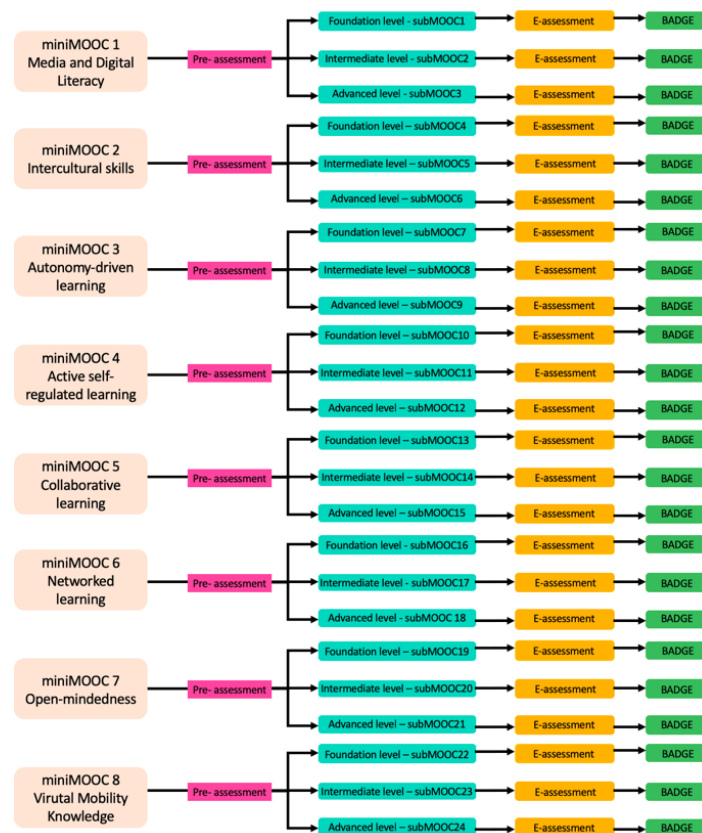 Foundation level - subMOOC1 E-assessment BADGE
miniMOOC 1
Media and Digital
Literacy
Pre- assessment
Intermediate level- subMOOC2 E-assessment BADGE
Advanced level - subMOOC3 E-assessment BADGE
Foundation level – subMOOC4 E-assessment BADGE
miniMOOC 2
Intercultural skills
Pre- assessment
Intermediate level – subMOOC5 E-assessment BADGE
Advanced level – subMOOC6 E-assessment BADGE
Foundation level – subMOOC7 E-assessment BADGE
miniMOOC 3
Autonomy-driven
learning
Pre- assessment
Intermediate level – subMOOC8 E-assessment BADGE
Advanced level – subMOOC9 E-assessment BADGE
Foundation level – subMOOC10 E-assessment BADGE
miniMOOC 4
Active self-
regulated learning
Pre- assessment
Intermediate level – subMOOC11 E-assessment BADGE
Advanced level – subMOOC12 E-assessment BADGE
Foundation level – subMOOC13 E-assessment BADGE
miniMOOC 5
Collaborative
learning
Pre- assessment
Intermediate level – subMOOC14 E-assessment BADGE
Advanced level – subMOOC15 E-assessment BADGE
Foundation level – subMOOC16 E-assessment BADGE
miniMOOC 6
Networked
learning
Pre- assessment
Intermediate level – subMOOC17 E-assessment BADGE
Advanced level - subMOOC 18 E-assessment BADGE
Foundation level – subMOOC19 E-assessment BADGE
miniMOOC 7
Open-mindedness
Pre- assessment
Intermediate level – subMOOC20 E-assessment BADGE
Advanced level – subMOOC21 E-assessment BADGE
Foundation level – subMOOC22 E-assessment BADGE
miniMOOC 8
Virutal Mobility
Knowledge
Pre- assessment
Intermediate level – subMOOC23 E-assessment BADGE
Advanced level – subMOOC24 E-assessment BADGE